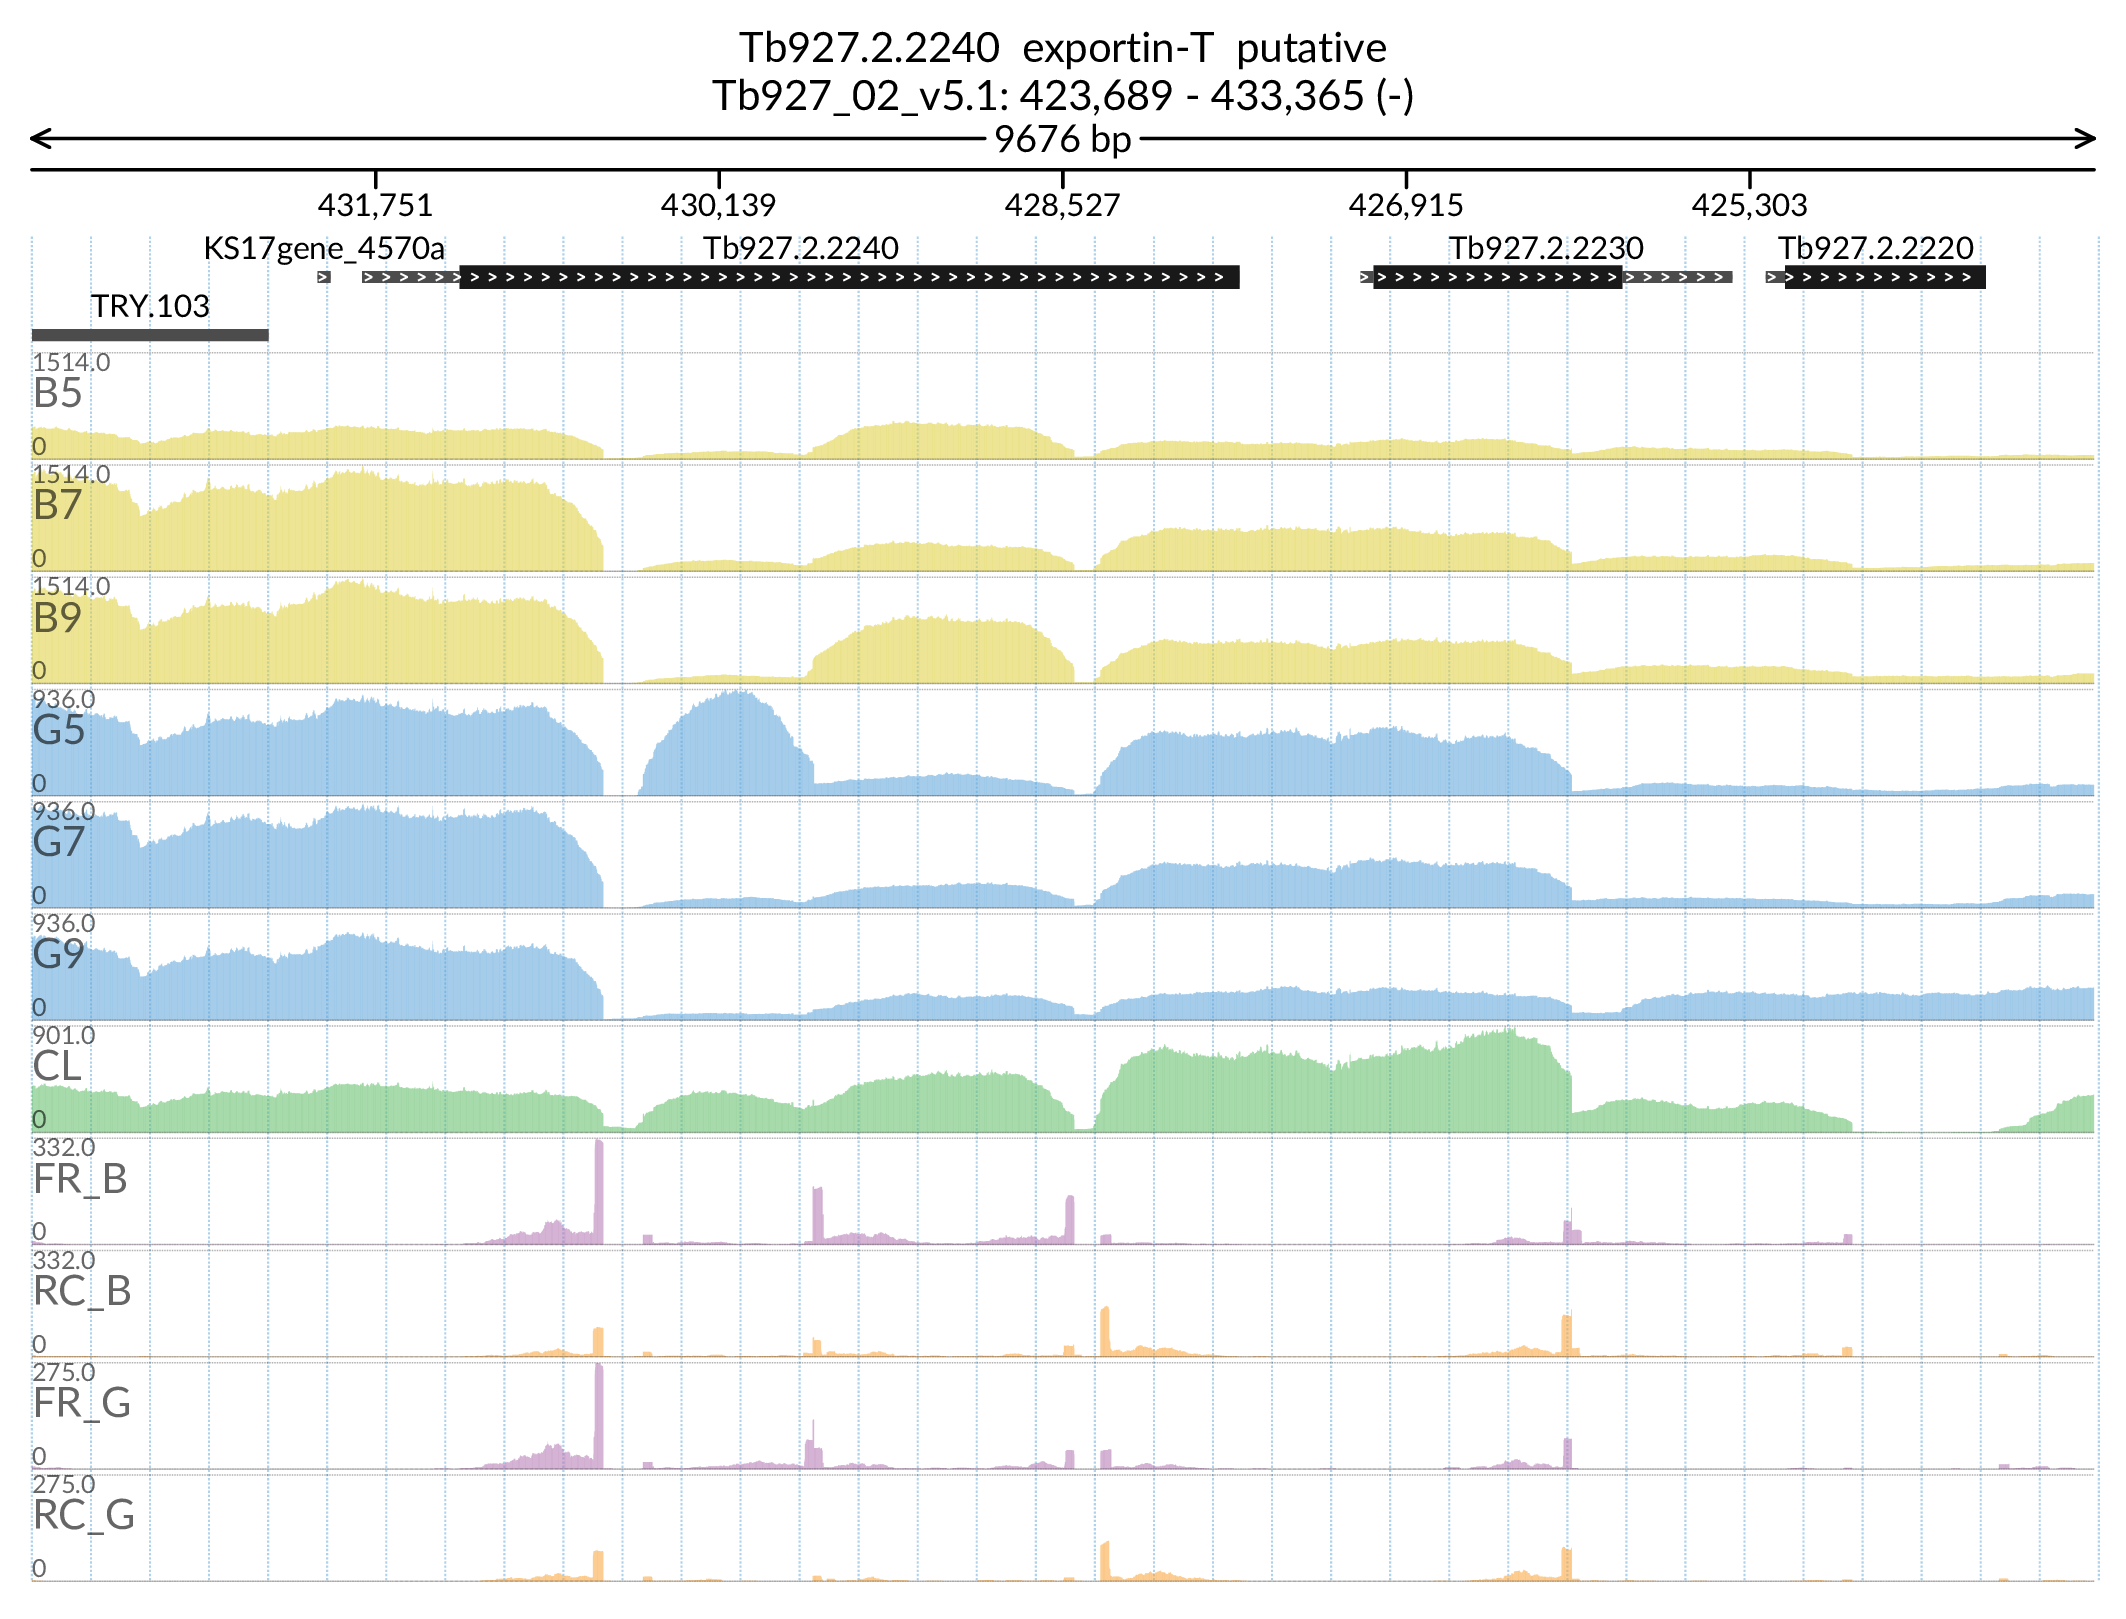 Tb927.2.2240 exportin-T putative
Tb927_02_v5.1: 423,689 - 433,365 (-)
9676 bp
431,751 430,139 428,527 426,915 425,303
KS17gene_4570a Tb927.2.2240 Tb927.2.2230 Tb927.2.2220
TRY.103
1514.0
B5
0
1514.0
B7
0
1514.0
B9
0
936.0
G5
0
936.0
G7
0
936.0
G9
0
901.0
CL
0
332.0
FR_B
0
332.0
RC_B
0
275.0
FR_G
0
275.0
RC_G
0